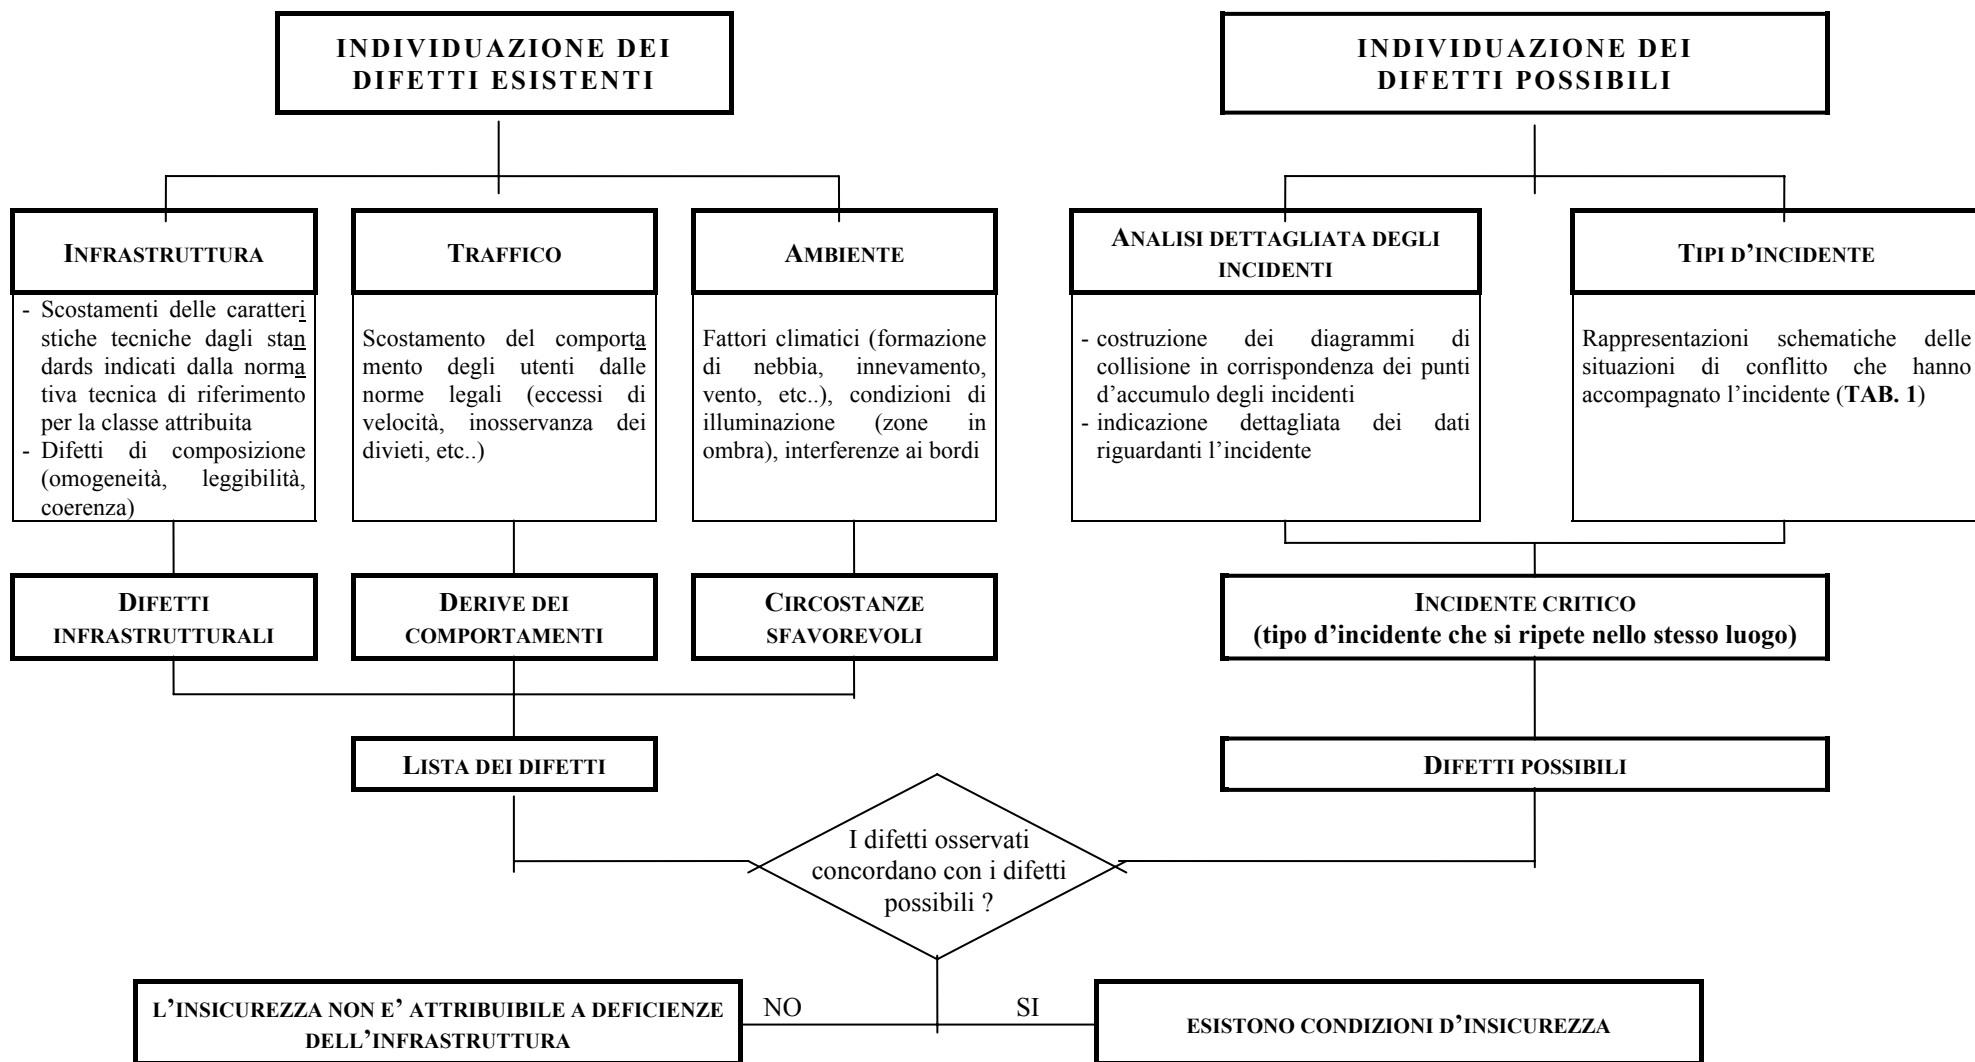 INDIVIDUAZIONE DEI
DIFETTI ESISTENTI
INDIVIDUAZIONE DEI
DIFETTI POSSIBILI
INFRASTRUTTURA
TRAFFICO
AMBIENTE
ANALISI DETTAGLIATA DEGLI
INCIDENTI
TIPI D’INCIDENTE
- Scostamenti delle caratteri
stiche tecniche dagli stan
dards indicati dalla norma
tiva tecnica di riferimento
per la classe attribuita
- Difetti di composizione
(omogeneità, leggibilità,
coerenza)
Scostamento del comporta
mento degli utenti dalle
norme legali (eccessi di
velocità, inosservanza dei
divieti, etc..)
Fattori climatici (formazione
di nebbia, innevamento,
vento, etc..), condizioni di
illuminazione (zone in
ombra), interferenze ai bordi
- costruzione dei diagrammi di
collisione in corrispondenza dei punti
d’accumulo degli incidenti
- indicazione dettagliata dei dati
riguardanti l’incidente
Rappresentazioni schematiche delle
situazioni di conflitto che hanno
accompagnato l’incidente (TAB. 1)
DIFETTI
INFRASTRUTTURALI
DERIVE DEI
COMPORTAMENTI
CIRCOSTANZE
SFAVOREVOLI
INCIDENTE CRITICO
(tipo d’incidente che si ripete nello stesso luogo)
LISTA DEI DIFETTI
DIFETTI POSSIBILI
I difetti osservati
concordano con i difetti
possibili ?
L’INSICUREZZA NON E’ ATTRIBUIBILE A DEFICIENZE
DELL’INFRASTRUTTURA
NO
SI
ESISTONO CONDIZIONI D’INSICUREZZA